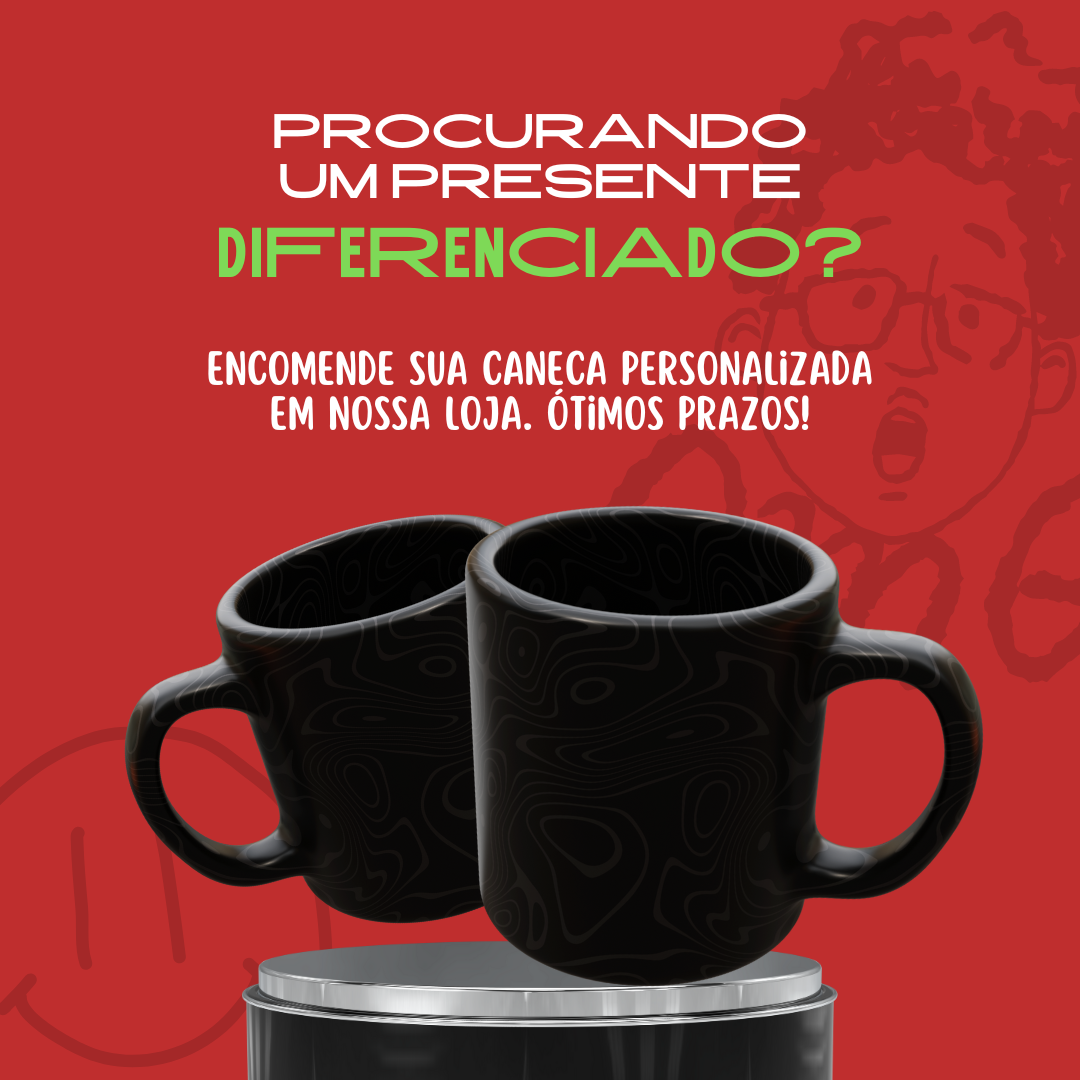 PROCURANDO
UM PRESENTE
DIFERENCIADO?
ENCOMENDE SUA CANECA PERSONALIZADA
EM NOSSA LOJA. ÓTIMOS PRAZOS!